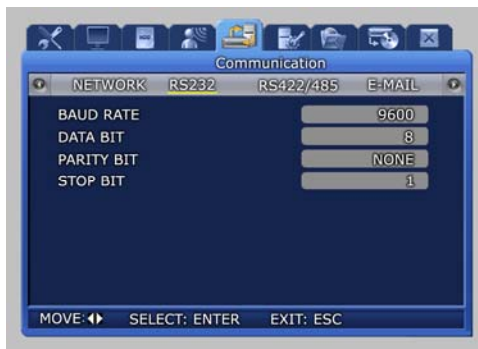 Communication
NETWORK RS232 RS422/485 E-MAIL
BAUD RATE 9600
DATA BIT 8
PARITY BIT NONE
STOP BIT 1
MOVE: SELECT: ENTER EXIT: ESC